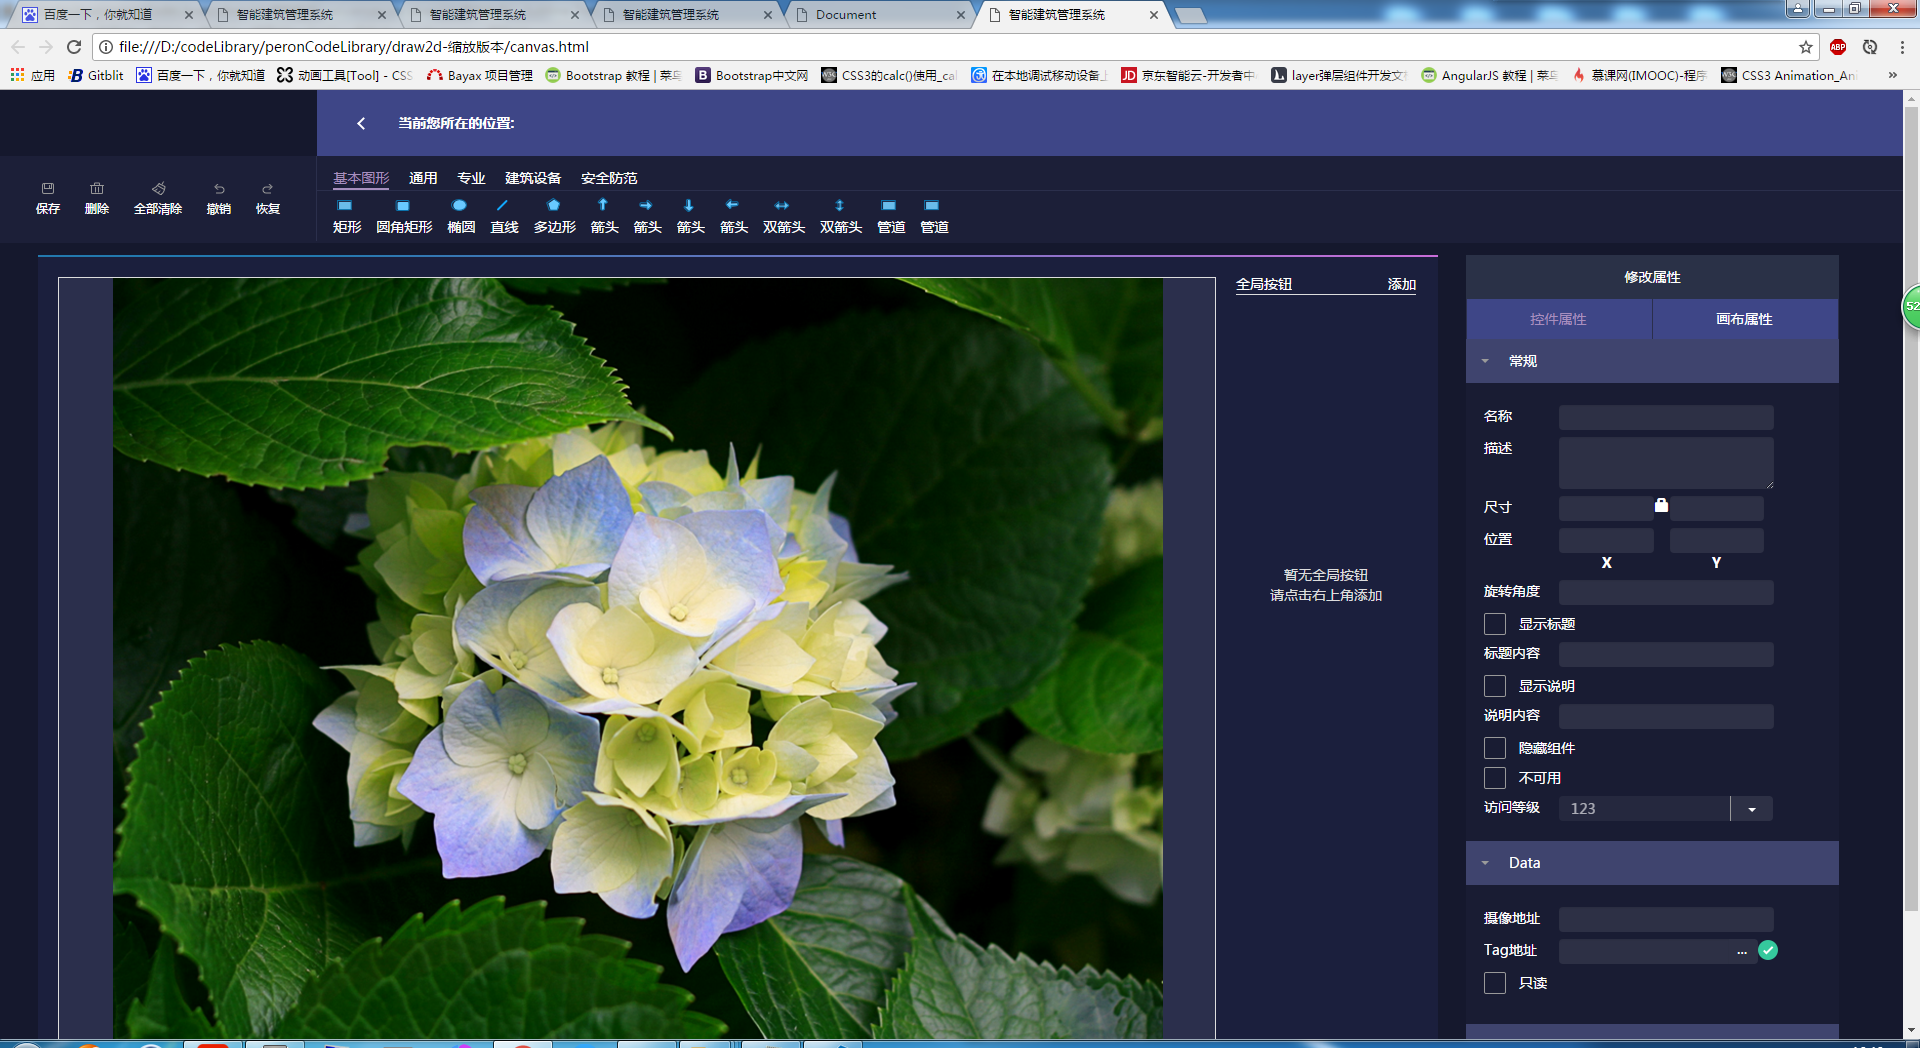 百度一下，你就知道
智能建筑管理系统
智能建筑管理系统
智能建筑管理系统
Document
智能建筑管理系统
file:///D:/codeLibrary/peronCodeLibrary/draw2d-缩放版本/canvas.html
ABP
应用
Gitblit
百度一下，你就知道
动画工具[Tool] - CSS
Bayax 项目管理
Bootstrap 教程 | 菜鸟
Bootstrap中文网
CSS3的calc()使用_cal
在本地调试移动设备上
京东智能云-开发者中
layer弹层组件开发文
AngularJS 教程 | 菜鸟
慕课网(IMOOC)-程序
CSS3 Animation_Ani
»
当前您所在的位置:
保存
删除
全部清除
撤销
恢复
基本图形 通用 专业 建筑设备 安全防范
矩形 圆角矩形 椭圆 直线 多边形 箭头 箭头 箭头 箭头 双箭头 双箭头 管道 管道
全局按钮 添加
暂无全局按钮
请点击右上角添加
修改属性
控件属性 画布属性
常规
名称
描述
尺寸
位置
X Y
旋转角度
显示标题
标题内容
显示说明
说明内容
隐藏组件
不可用
访问等级 123
Data
摄像地址
Tag地址 ...
只读
52